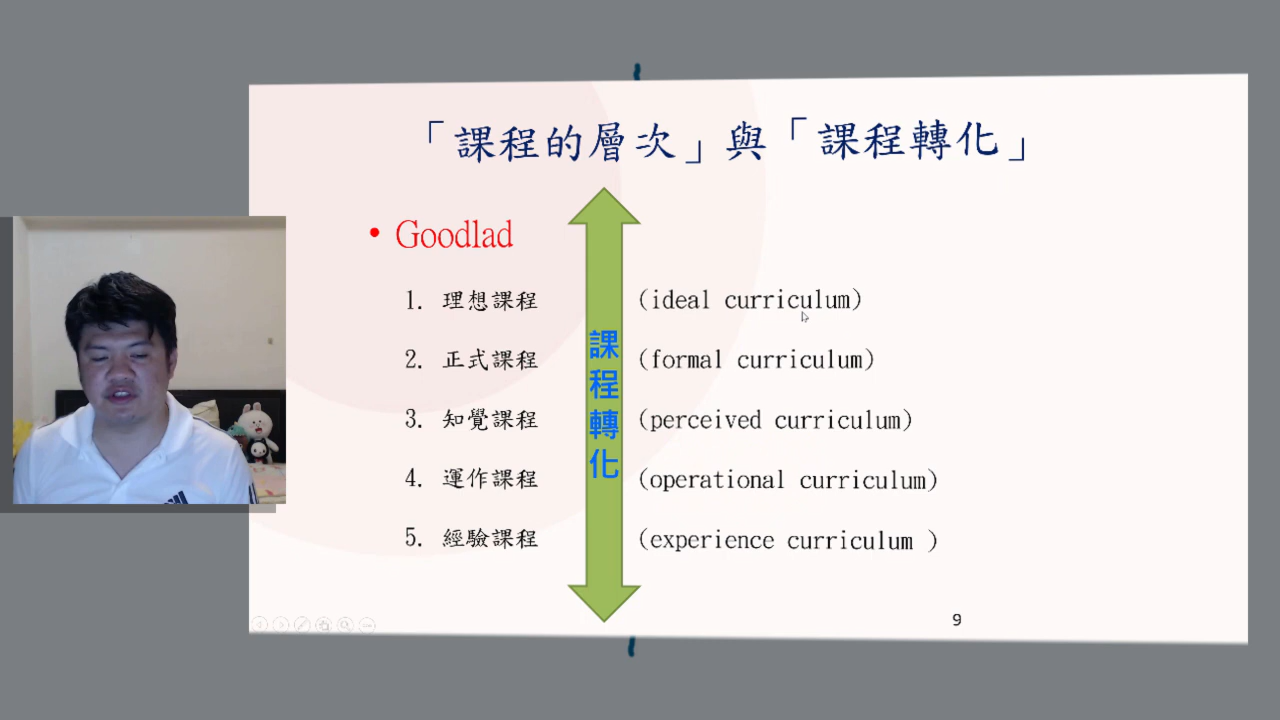 「課程的層次」與「課程轉化」
• Goodlad
1. 理想課程 (ideal curriculum)
2. 正式課程 (formal curriculum)
3. 知覺課程 (perceived curriculum)
4. 運作課程 (operational curriculum)
5. 經驗課程 (experience curriculum )
課程轉化
9